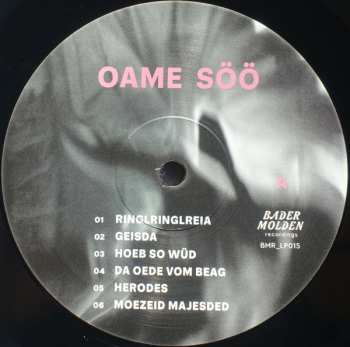 OAME SÖÖ
A
01 RINGLRINGLREIA
02 GEISDA
03 HOEB SO WÜD
04 DA OEDE VOM BEAG
05 HERODES
06 MOEZEID MAJESDED
BADER
MOLDEN
recordings
BMR_LP015